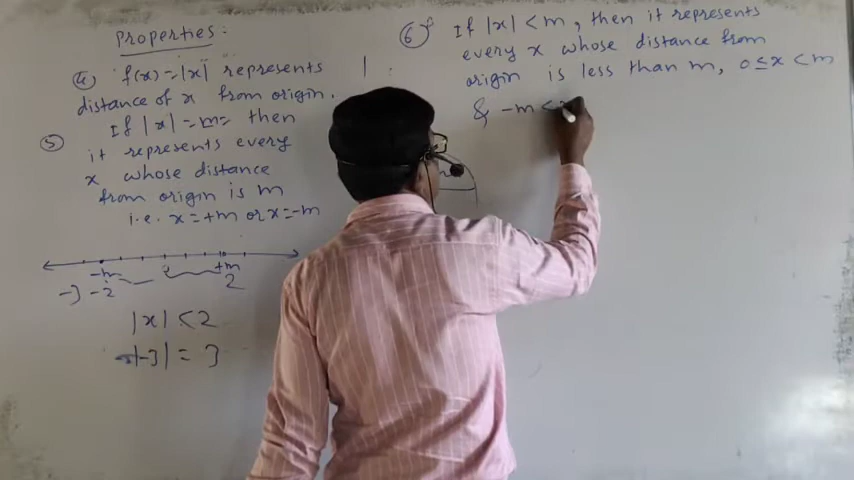 Properties:
④ f(x)=|x| represents
distance of x from origin.
⑤ If |x|=m= then
it represents every
x whose distance
from origin is m
i.e. x=+m or x=-m
-m +m
-3 -2 2
|x| <2
|-3| = 3
⑥ If |x| <m, then it represents
every x whose distance from
origin is less than m, 0≤x<m
& -m<